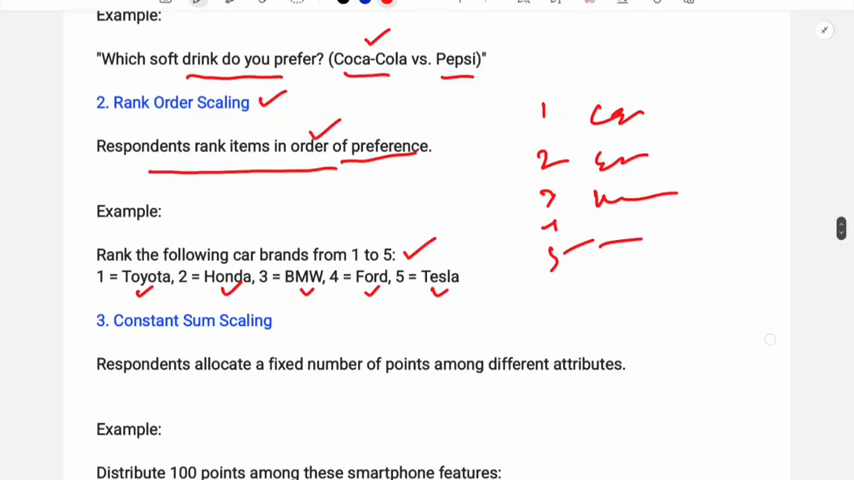 Example:
"Which soft drink do you prefer? (Coca-Cola vs. Pepsi)"
2. Rank Order Scaling
Respondents rank items in order of preference.
Example:
Rank the following car brands from 1 to 5:
1 = Toyota, 2 = Honda, 3 = BMW, 4 = Ford, 5 = Tesla
3. Constant Sum Scaling
Respondents allocate a fixed number of points among different attributes.
Example:
Distribute 100 points among these smartphone features:
1 Car
2
3
4
5